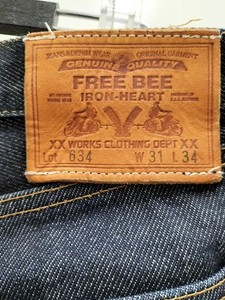 JEANS&DENIM WEAR ORIGINAL GARMENT
GENUIN QUALITY
FREE BEE
IRON-HEART
XX WORKS CLOTHING DEPT XX
Lot 634 W 31 L 34